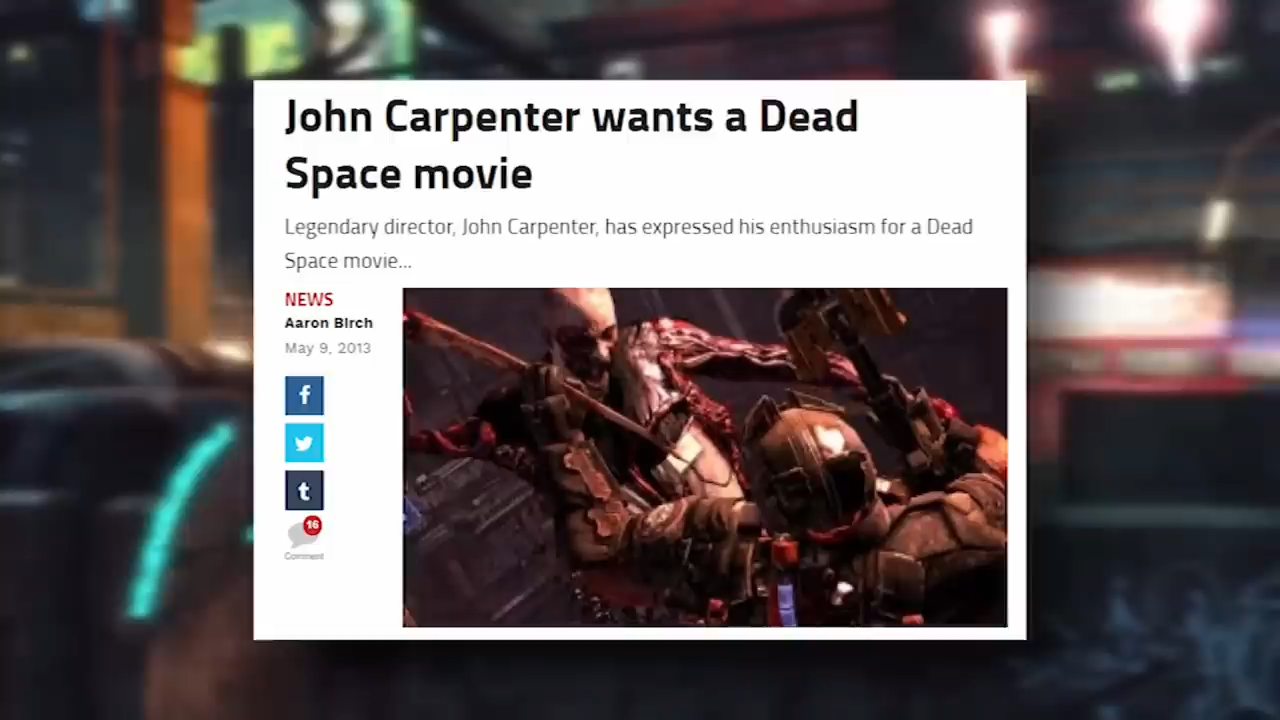 John Carpenter wants a Dead
Space movie
Legendary director, John Carpenter, has expressed his enthusiasm for a Dead
Space movie...
NEWS
Aaron Birch
May 9, 2013
f
t
16
Comment